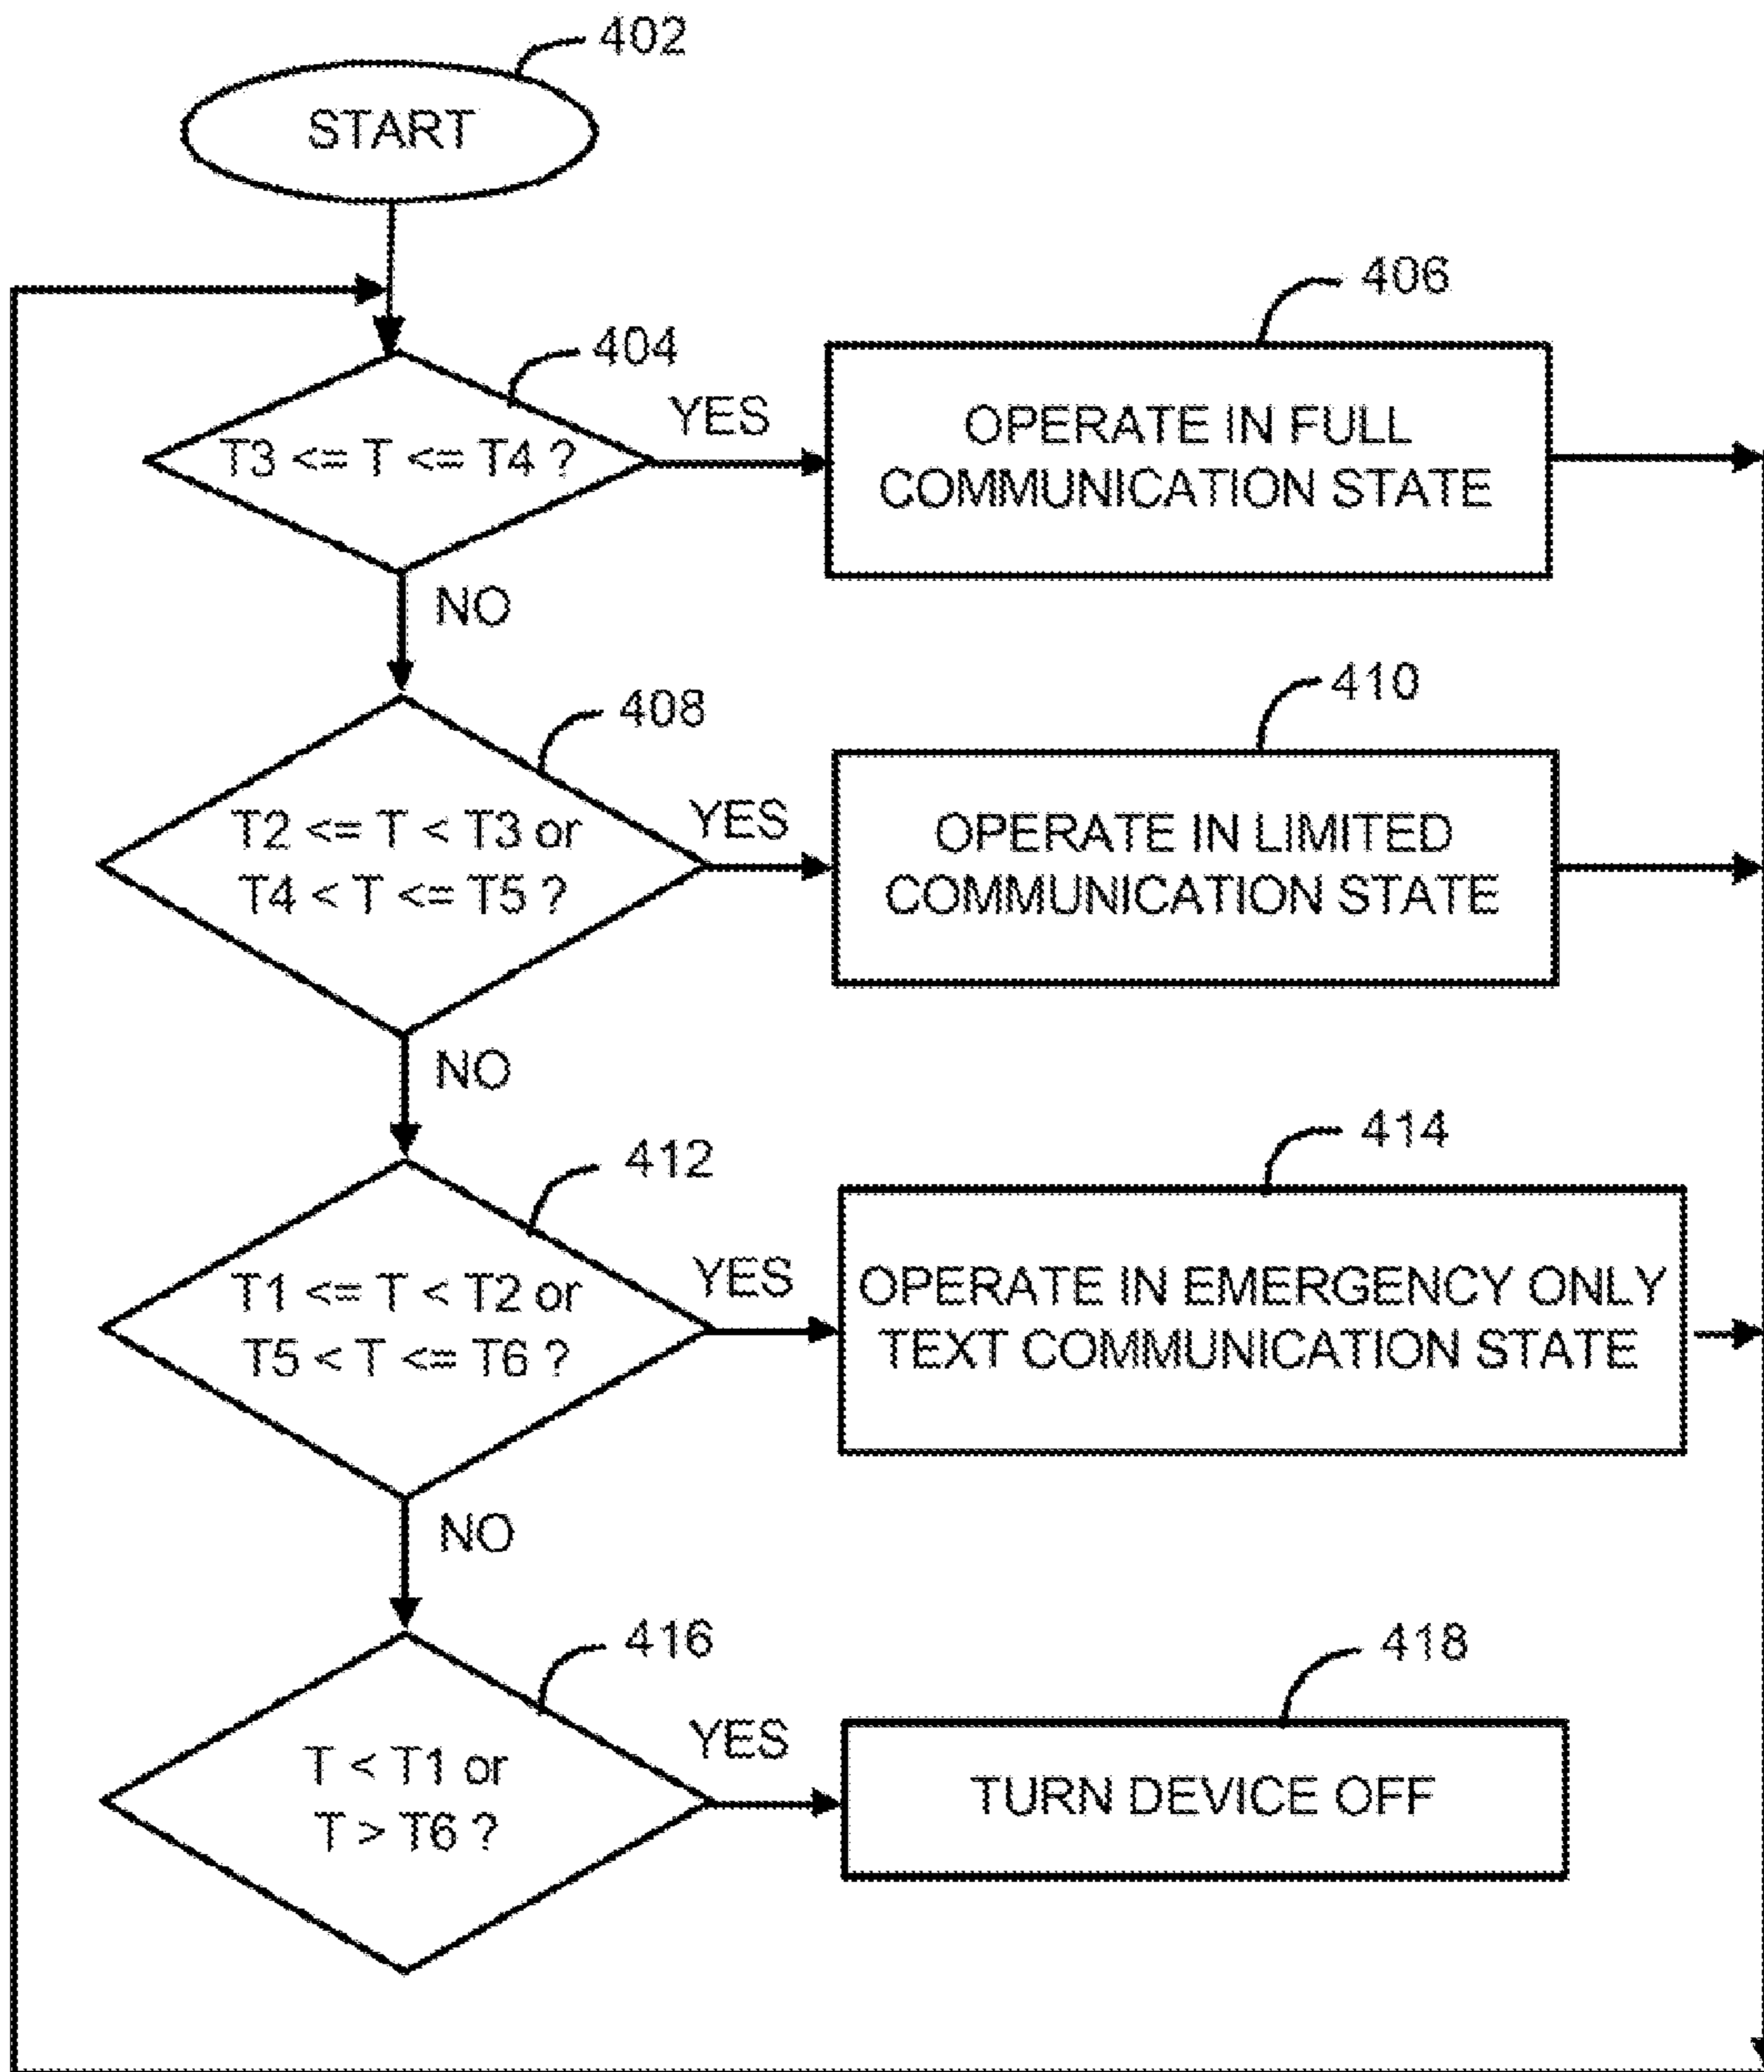 402
START
404
T3 <= T <= T4 ?
YES
406
OPERATE IN FULL
COMMUNICATION STATE
NO
408
T2 <= T < T3 or
T4 < T <= T5 ?
YES
410
OPERATE IN LIMITED
COMMUNICATION STATE
NO
412
T1 <= T < T2 or
T5 < T <= T6 ?
YES
414
OPERATE IN EMERGENCY ONLY
TEXT COMMUNICATION STATE
NO
416
T < T1 or
T > T6 ?
YES
418
TURN DEVICE OFF